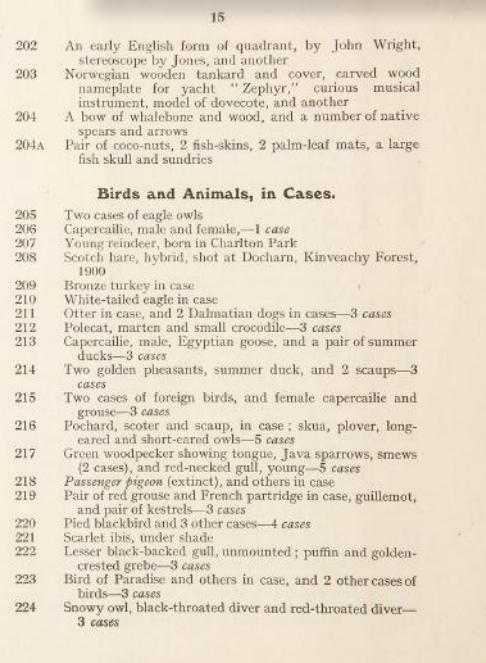 15
202 An early English form of quadrant, by John Wright,
stereoscope by Jones, and another
203 Norwegian wooden tankard and cover, carved wood
nameplate for yacht "Zephyr," curious musical
instrument, model of dovecote, and another
204 A bow of whalebone and wood, and a number of native
spears and arrows
204A Pair of coco-nuts, 2 fish-skins, 2 palm-leaf mats, a large
fish skull and sundries
Birds and Animals, in Cases.
205 Two cases of eagle owls
206 Capercailie, male and female,—1 case
207 Young reindeer, born in Charlton Park
208 Scotch hare, hybrid, shot at Docharn, Kinveachy Forest,
1900
209 Bronze turkey in case
210 White-tailed eagle in case
211 Otter in case, and 2 Dalmatian dogs in cases—3 cases
212 Polecat, marten and small crocodile—3 cases
213 Capercailie, male, Egyptian goose, and a pair of summer
ducks—3 cases
214 Two golden pheasants, summer duck, and 2 scaups—3
cases
215 Two cases of foreign birds, and female capercailie and
grouse—3 cases
216 Pochard, scoter and scaup, in case; skua, plover, long-
eared and short-eared owls—5 cases
217 Green woodpecker showing tongue, Java sparrows, smews
(2 cases), and red-necked gull, young—5 cases
218 Passenger pigeon (extinct), and others in case
219 Pair of red grouse and French partridge in case, guillemot,
and pair of kestrels—3 cases
220 Pied blackbird and 3 other cases—4 cases
221 Scarlet ibis, under shade
222 Lesser black-backed gull, unmounted; puffin and golden-
crested grebe—3 cases
223 Bird of Paradise and others in case, and 2 other cases of
birds—3 cases
224 Snowy owl, black-throated diver and red-throated diver—
3 cases